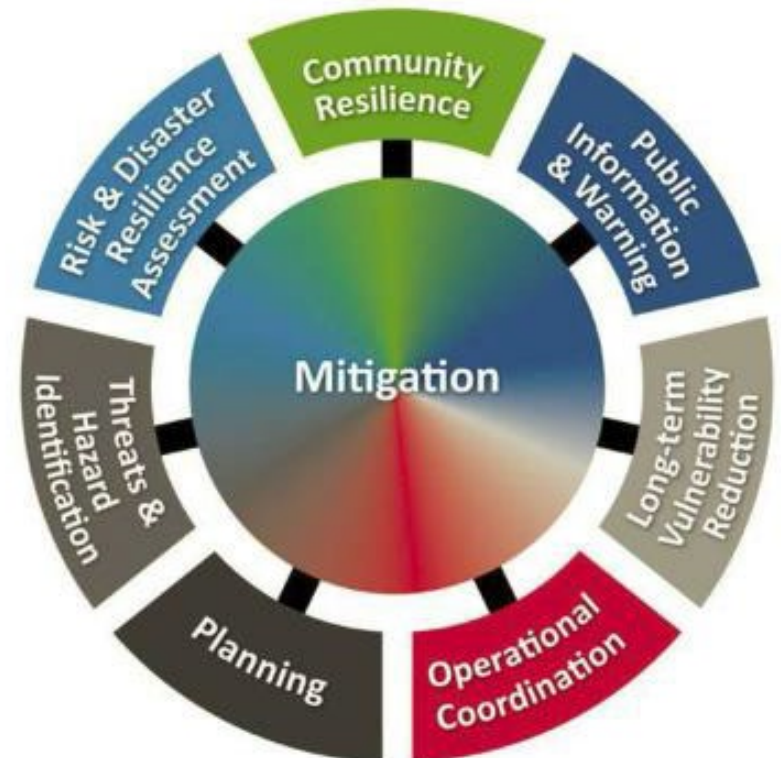 Community
Resilience
Public
Information
& Warning
Long-term
Vulnerability
Reduction
Operational
Coordination
Planning
Threats &
Hazard
Identification
Risk & Disaster
Resilience
Assessment
Mitigation